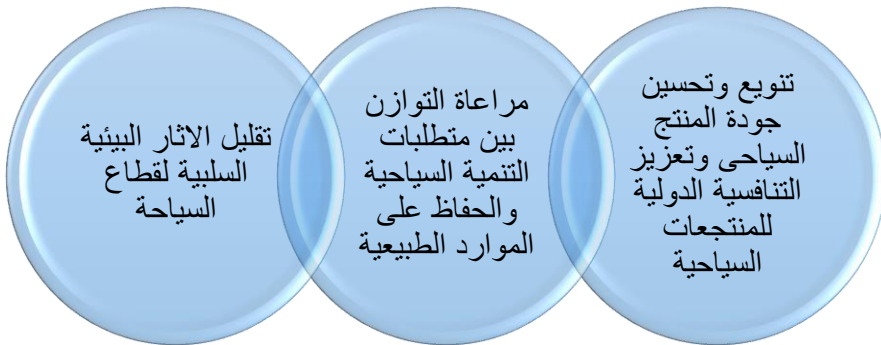 تنويع وتحسين
جودة المنتج
السياحى وتعزيز
التنافسية الدولية
للمنتجعات
السياحية
مراعاة التوازن
بين متطلبات
التنمية السياحية
والحفاظ على
الموارد الطبيعية
تقليل الاثار البيئية
السلبية لقطاع
السياحة